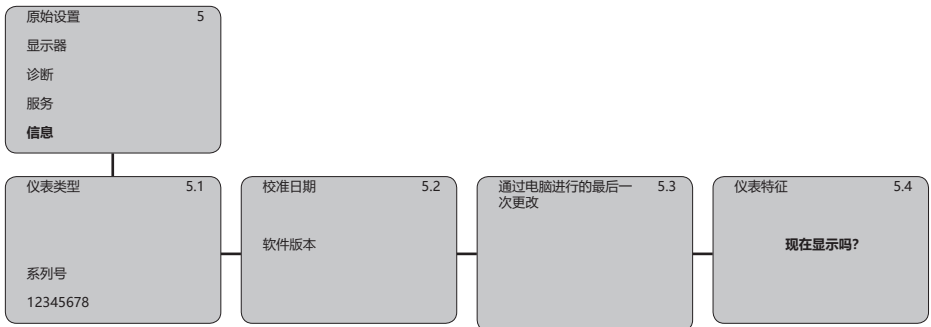 原始设置 5
显示器
诊断
服务
信息
仪表类型 5.1
系列号
12345678
校准日期 5.2
软件版本
通过电脑进行的最后一 5.3
次更改
仪表特征 5.4
现在显示吗?